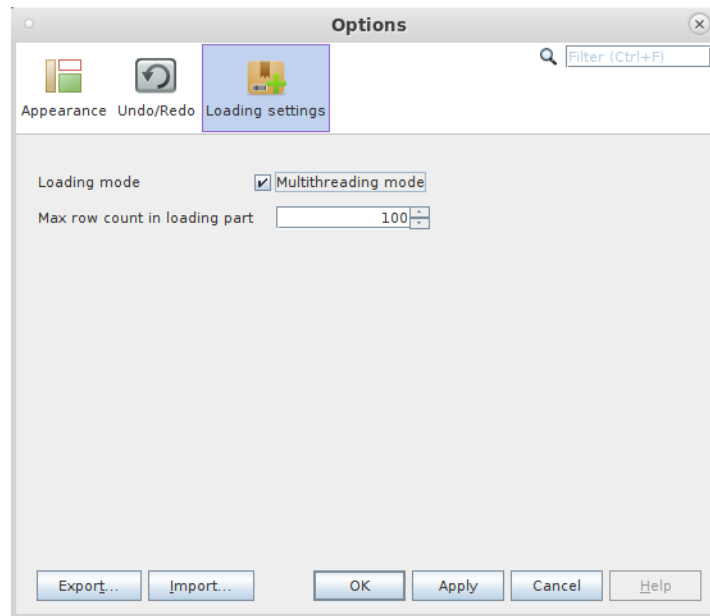 Options
Filter (Ctrl+F)
Appearance Undo/Redo Loading settings
Loading mode Multithreading mode
Max row count in loading part 100
Export... Import... OK Apply Cancel Help